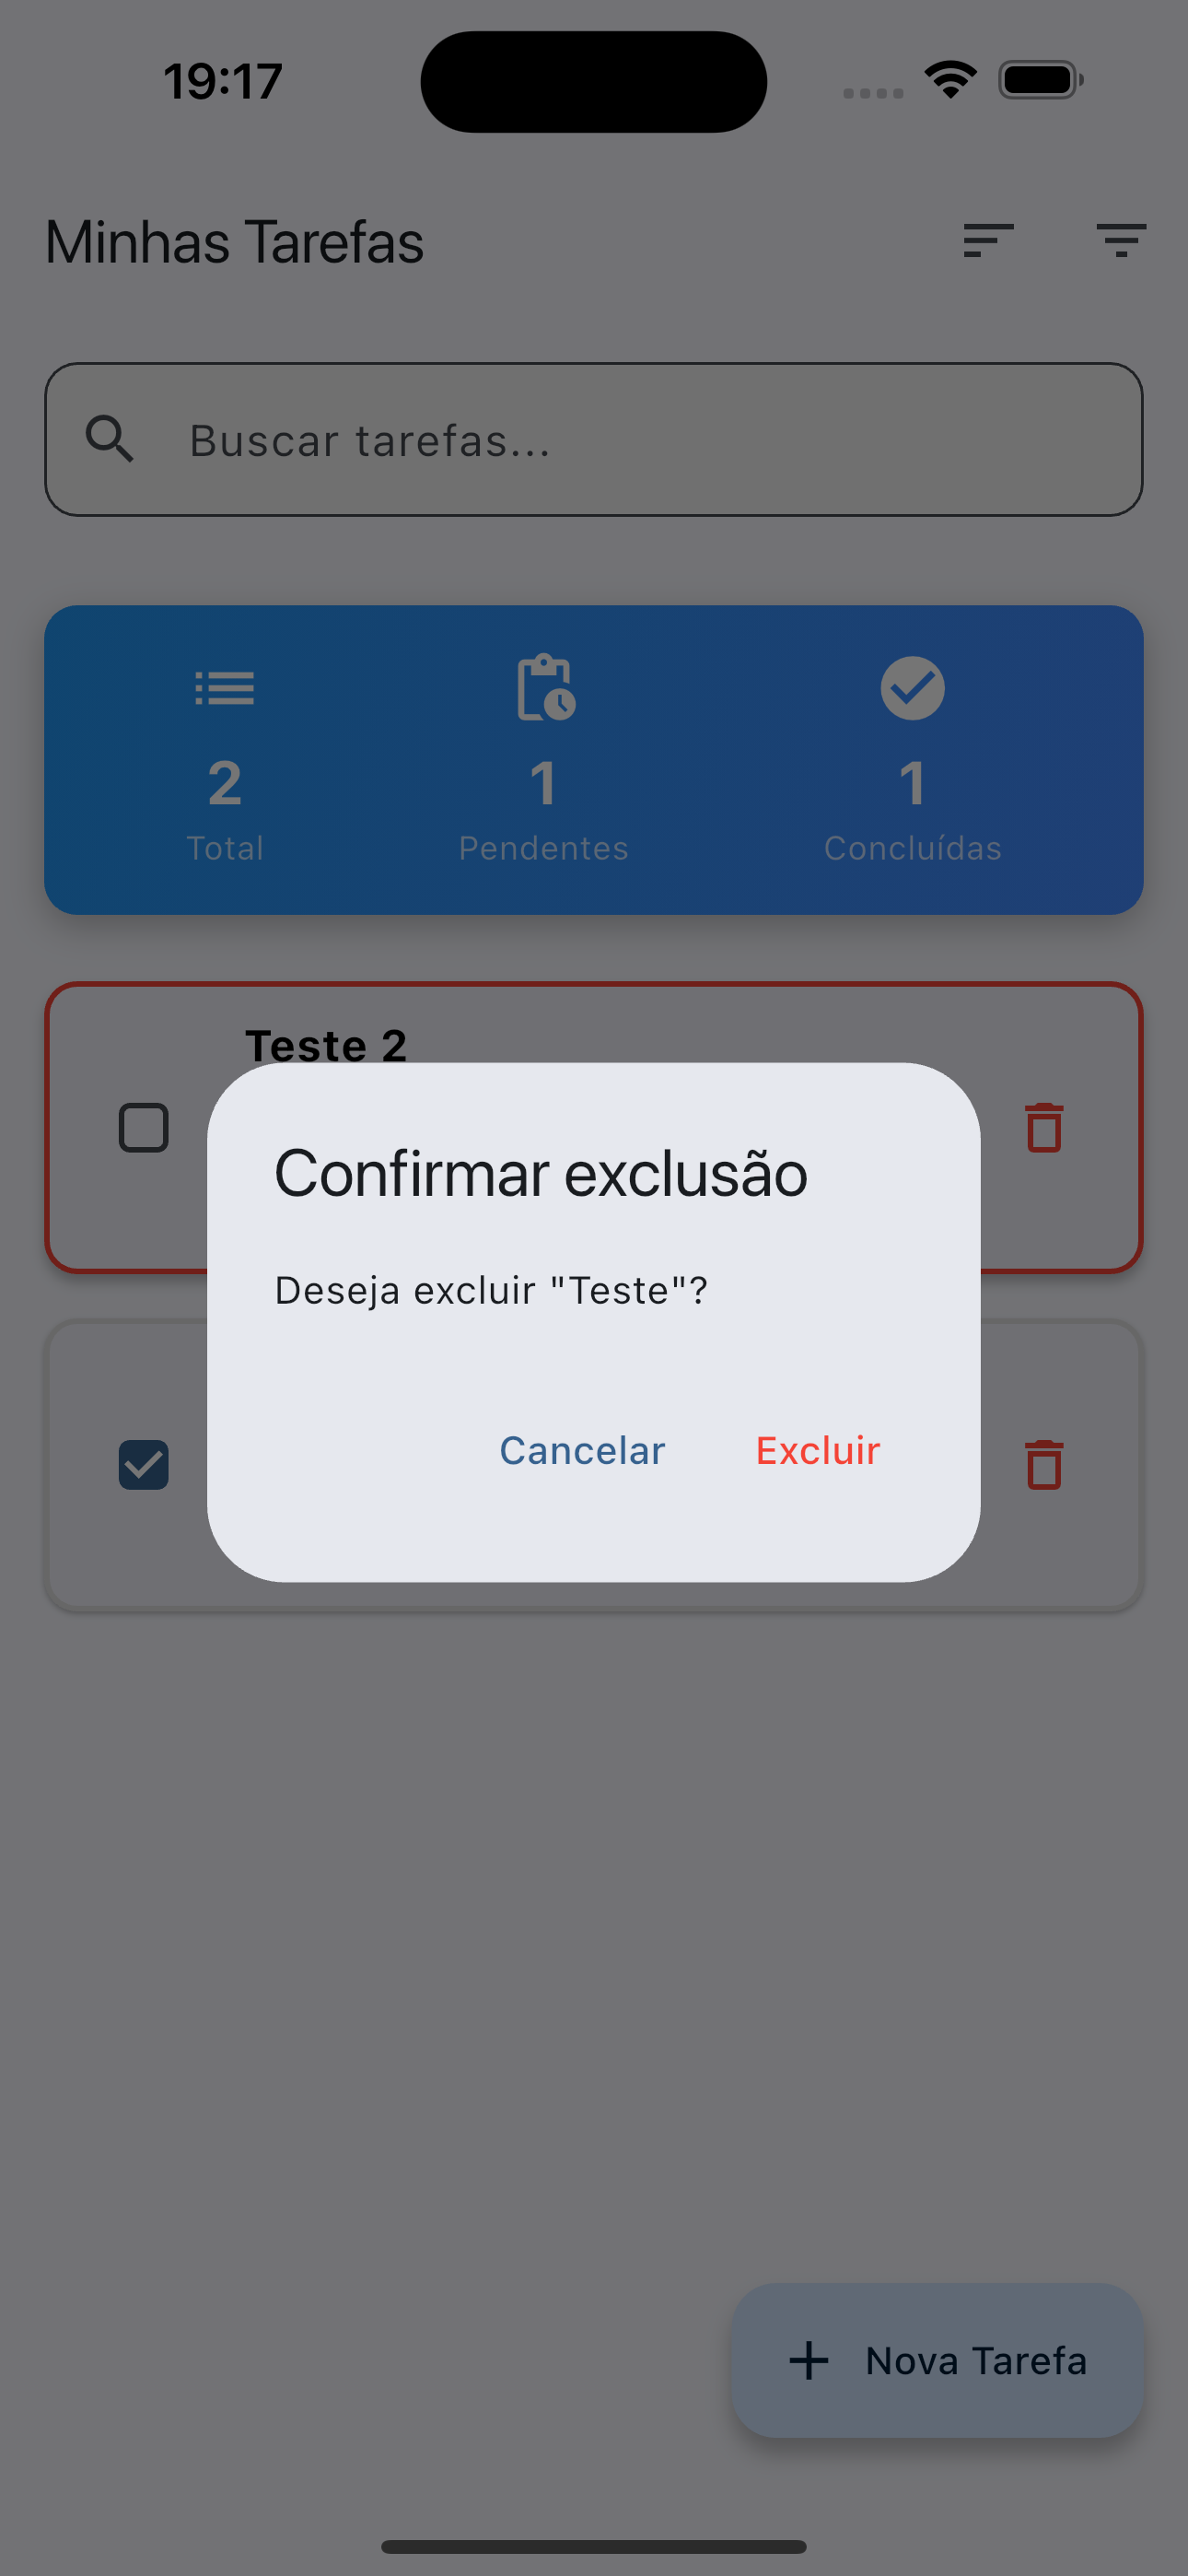 19:17
Minhas Tarefas
Buscar tarefas...
2
1
1
Total
Pendentes
Concluídas
Teste 2
Confirmar exclusão
Deseja excluir "Teste"?
Cancelar
Excluir
Nova Tarefa